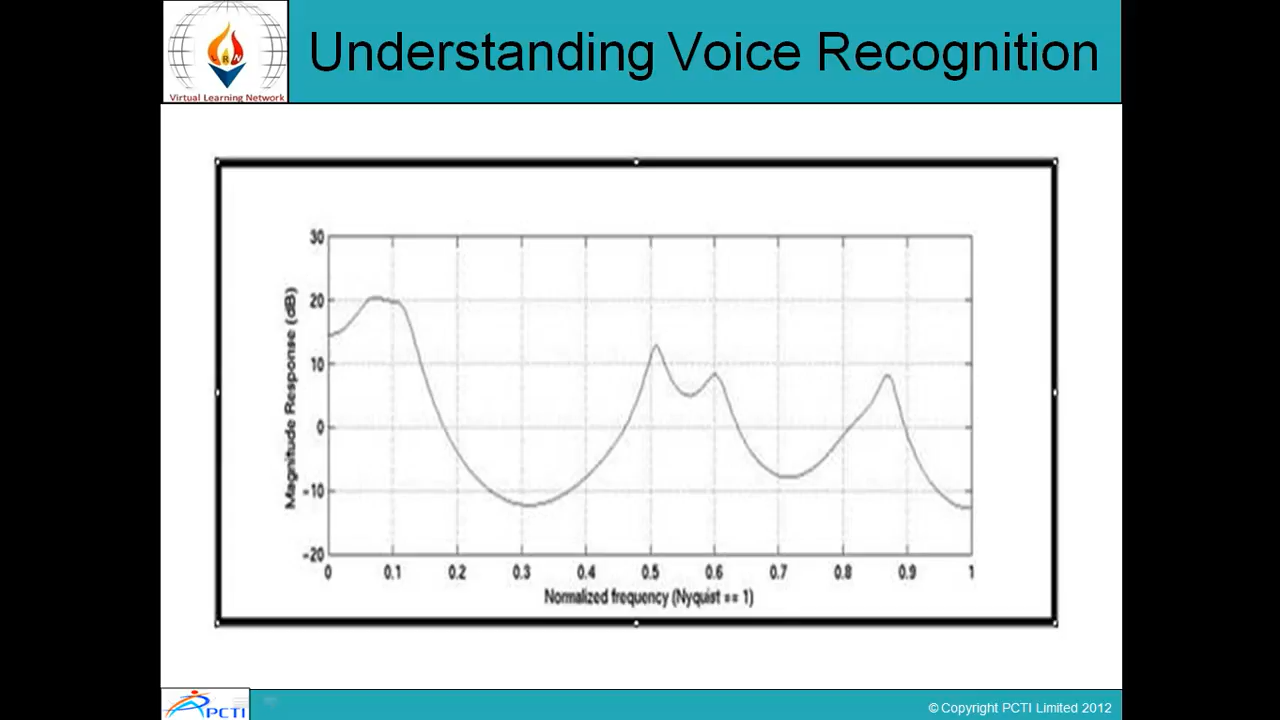 Understanding Voice Recognition
LRN
Virtual Learning Network
30
20
10
0
-10
-20
Magnitude Response (dB)
0 0.1 0.2 0.3 0.4 0.5 0.6 0.7 0.8 0.9 1
Normalized frequency (Nyquist == 1)
PCTI
© Copyright PCTI Limited 2012